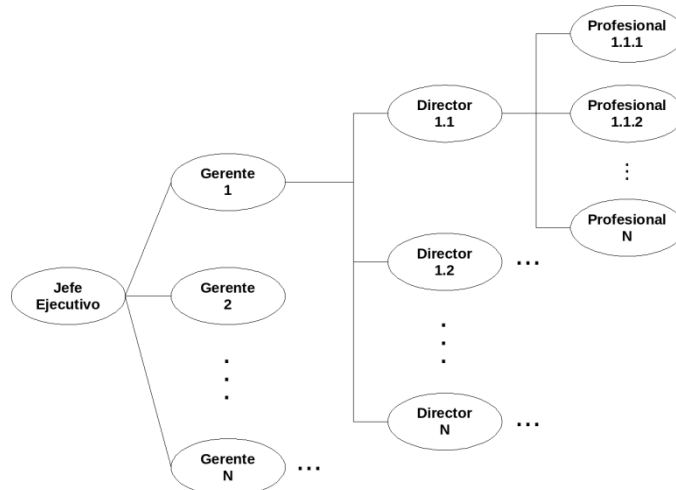 Jefe
Ejecutivo
Gerente
1
Gerente
2
Gerente
N
...
Director
1.1
Director
1.2
...
Director
N
...
Profesional
1.1.1
Profesional
1.1.2
Profesional
N